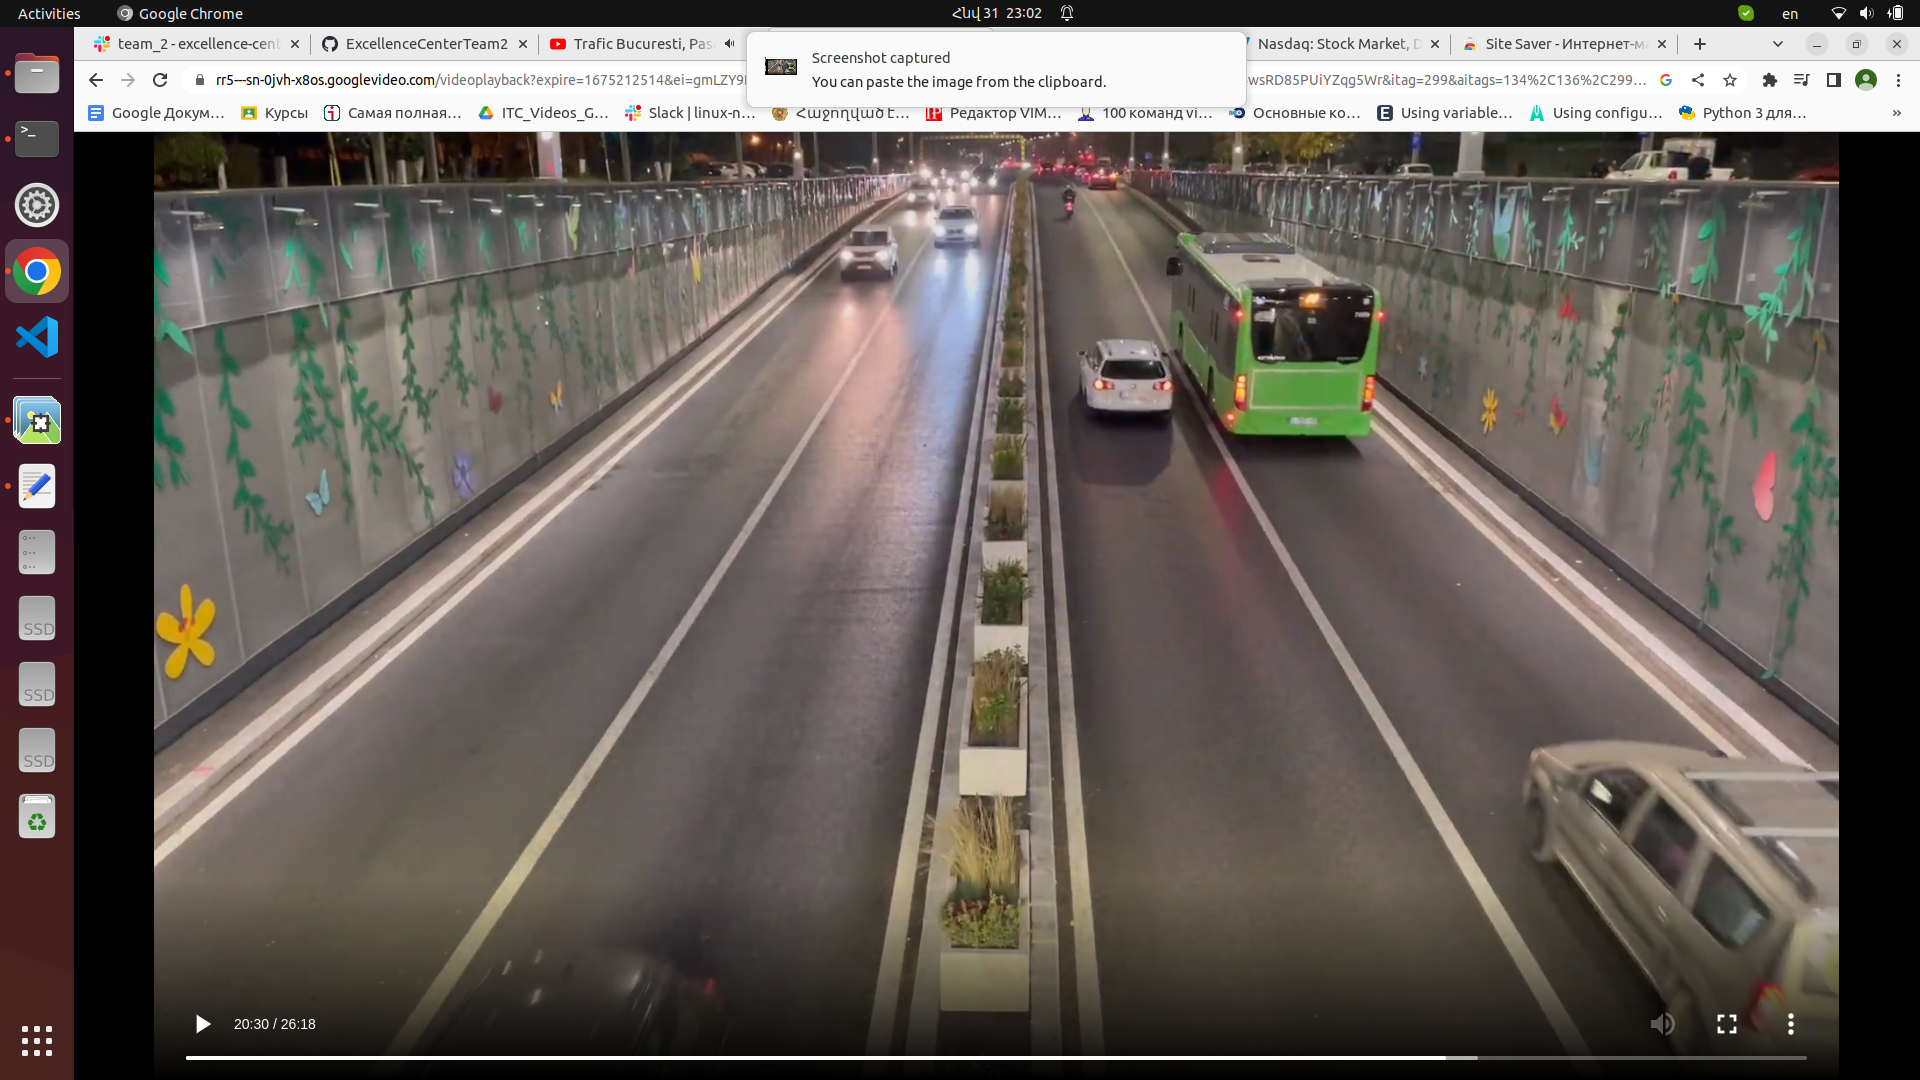 Activities
Google Chrome
Հնվ 31 23:02
en
team_2 - excellence-cent
ExcellenceCenterTeam2
Trafic Bucuresti, Pasa
Nasdaq: Stock Market, D
Site Saver - Интернет-ма
Screenshot captured
You can paste the image from the clipboard.
rr5---sn-0jvh-x8os.googlevideo.com/videoplayback?expire=1675212514&ei=gmLZY9
wsRD85PUiYZqg5Wr&itag=299&aitags=134%2C136%2C299…
Google Докум…
Курсы
Самая полная…
ITC_Videos_G…
Slack | linux-n…
Հաջողված է…
Редактор VIM…
100 команд vi…
Основные ко…
Using variable…
Using configu…
Python 3 для…
»
SSD
SSD
SSD
20:30 / 26:18